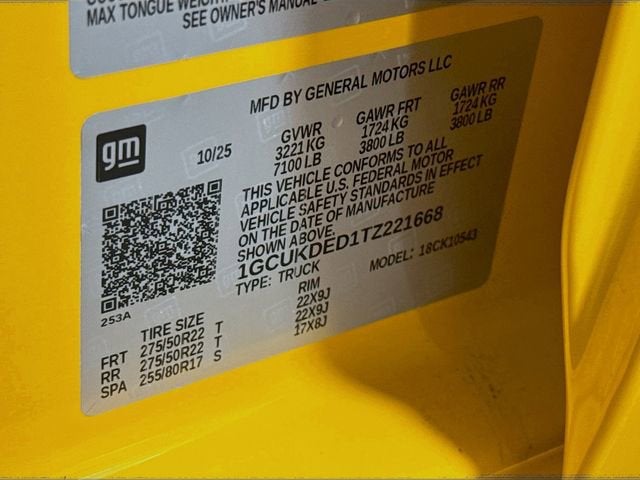 MAX TONGUE WEIGHT
SEE OWNER'S MANUAL
MFD BY GENERAL MOTORS LLC
gm
10/25
GVWR GAWR FRT GAWR RR
3221 KG 1724 KG 1724 KG
7100 LB 3800 LB 3800 LB
THIS VEHICLE CONFORMS TO ALL
APPLICABLE U.S. FEDERAL MOTOR
VEHICLE SAFETY STANDARDS IN EFFECT
ON THE DATE OF MANUFACTURE
SHOWN ABOVE.
1GCUKDED1TZ221668
TYPE: TRUCK MODEL: 18CK10543
253A
TIRE SIZE RIM
FRT 275/50R22 T 22X9J
RR 275/50R22 T 22X9J
SPA 255/80R17 S 17X8J